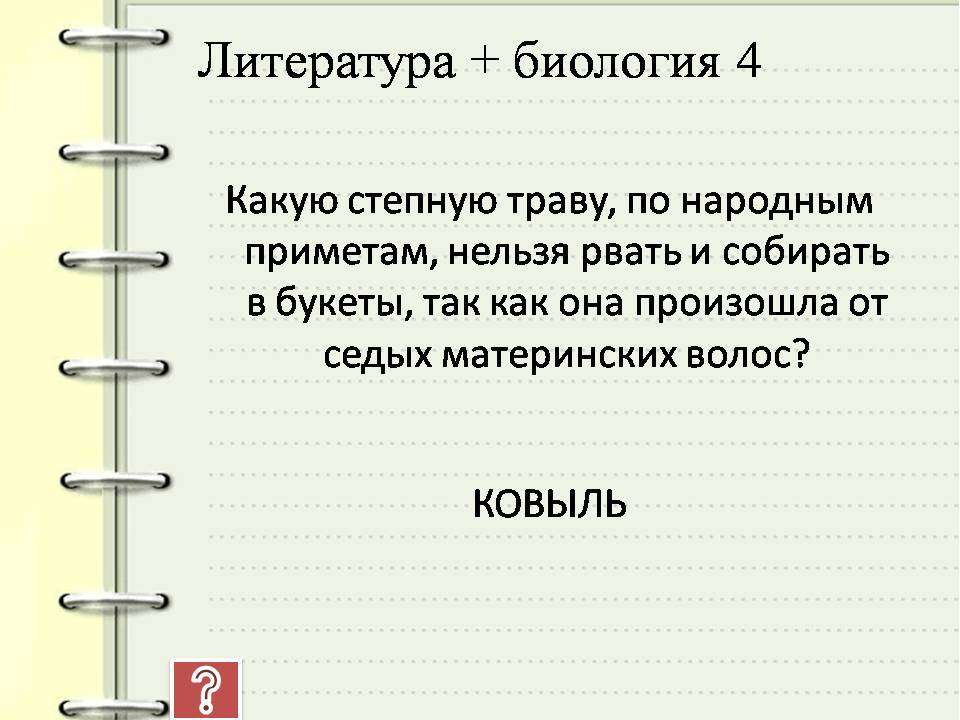 Литература + биология 4
Какую степную траву, по народным
приметам, нельзя рвать и собирать
в букеты, так как она произошла от
седых материнских волос?
КОВЫЛЬ
?